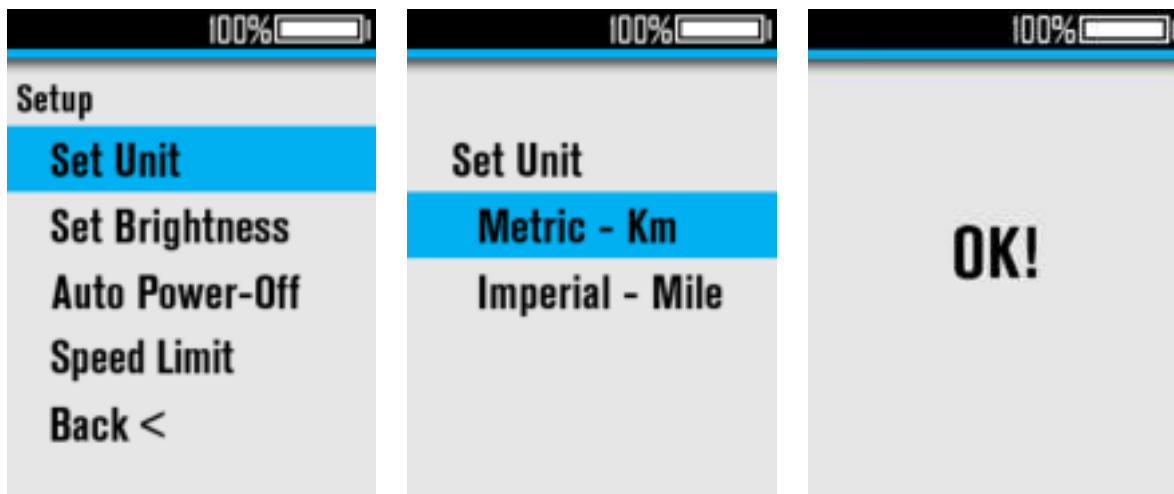 100%
Setup
Set Unit
Set Brightness
Auto Power-Off
Speed Limit
Back <
100%
Set Unit
Metric - Km
Imperial - Mile
100%
OK!